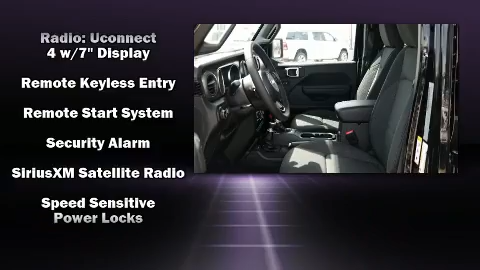 Radio: Uconnect
4 w/7" Display
Remote Keyless Entry
Remote Start System
Security Alarm
SiriusXM Satellite Radio
Speed Sensitive
Power Locks